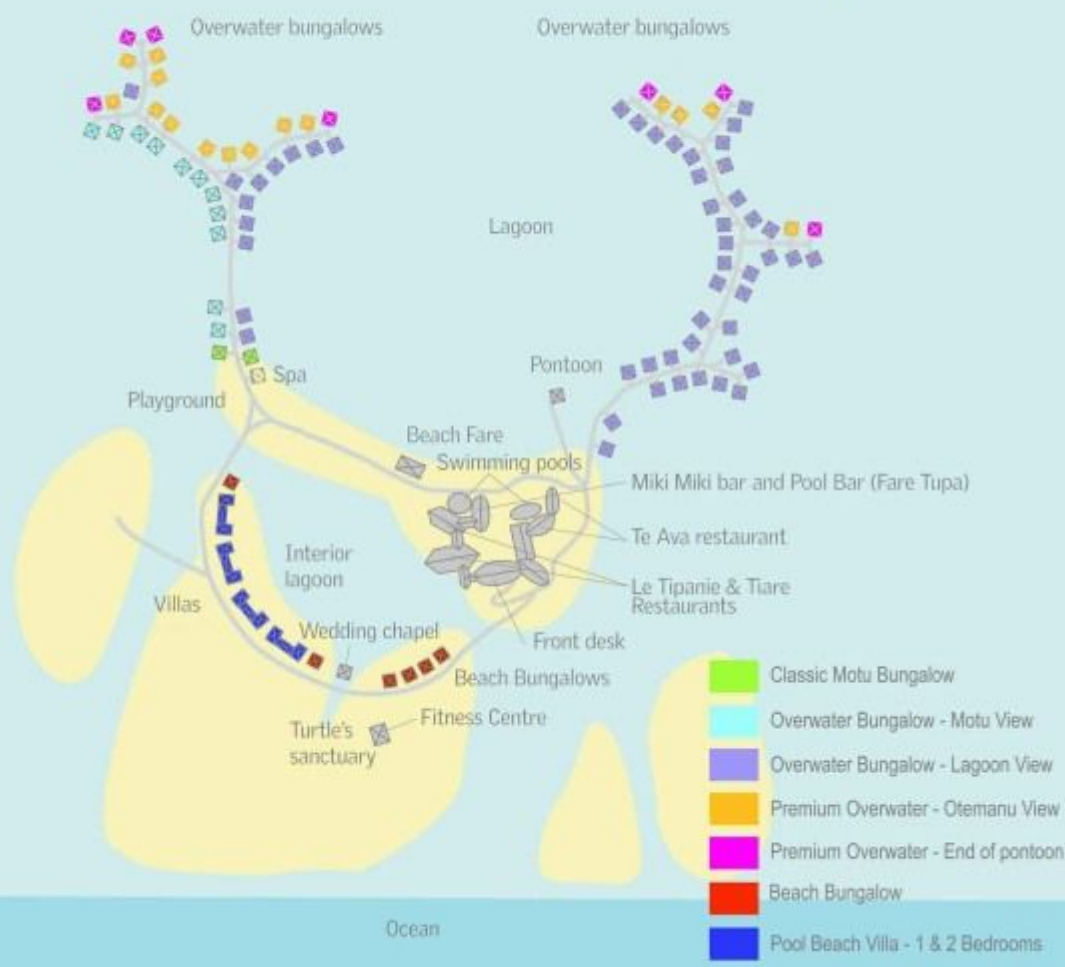 Overwater bungalows
Overwater bungalows
Lagoon
Pontoon
Spa
Playground
Beach Fare
Swimming pools
Miki Miki bar and Pool Bar (Fare Tupa)
Te Ava restaurant
Interior
lagoon
Le Tipanie & Tiare
Restaurants
Villas
Wedding chapel
Front desk
Beach Bungalows
Fitness Centre
Turtle's
sanctuary
Classic Motu Bungalow
Overwater Bungalow - Motu View
Overwater Bungalow - Lagoon View
Premium Overwater - Otemanu View
Premium Overwater - End of pontoon
Beach Bungalow
Pool Beach Villa - 1 & 2 Bedrooms
Ocean